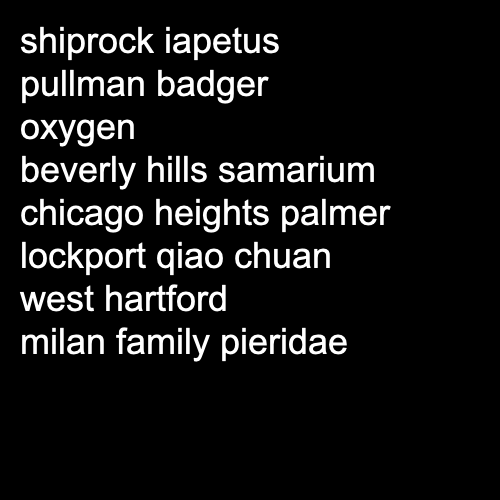 shiprock iapetus
pullman badger
oxygen
beverly hills samarium
chicago heights palmer
lockport qiao chuan
west hartford
milan family pieridae